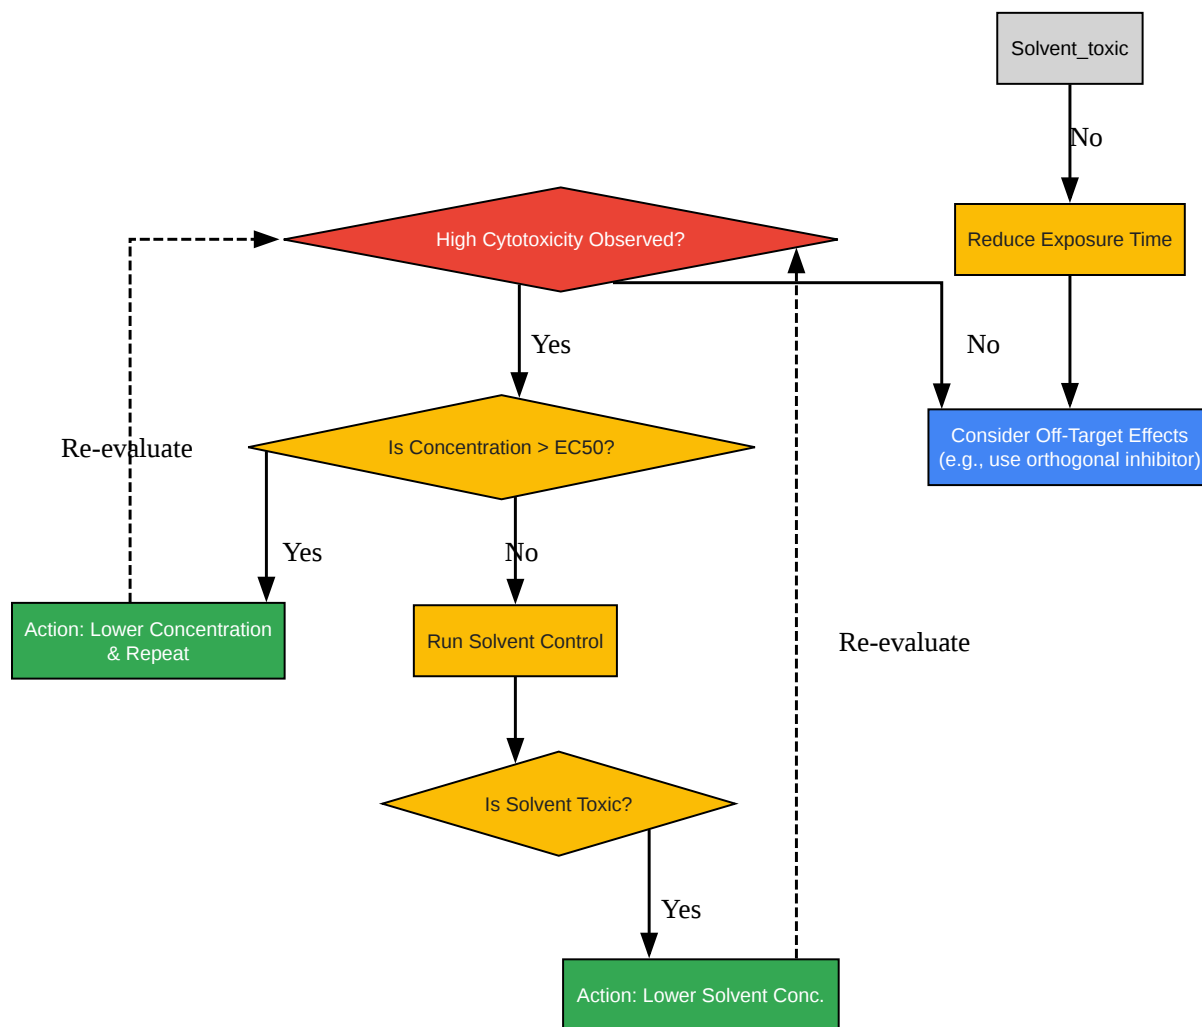 Solvent_toxic
No
Reduce Exposure Time
High Cytotoxicity Observed?
Yes
No
Consider Off-Target Effects
(e.g., use orthogonal inhibitor)
Is Concentration > EC50?
Re-evaluate
Yes
No
Action: Lower Concentration
& Repeat
Run Solvent Control
Re-evaluate
Is Solvent Toxic?
Yes
Action: Lower Solvent Conc.